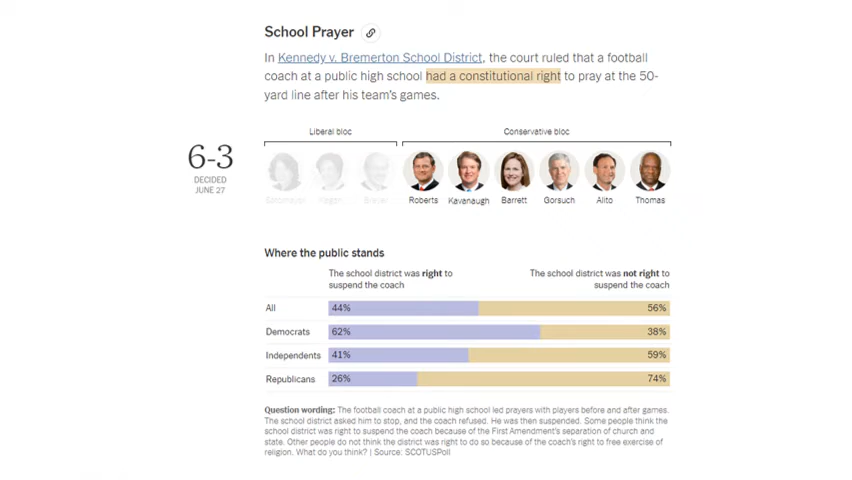 School Prayer
In Kennedy v. Bremerton School District, the court ruled that a football
coach at a public high school had a constitutional right to pray at the 50-
yard line after his team's games.
Liberal bloc
Conservative bloc
6-3
DECIDED
JUNE 27
Sotomayor Kagan Breyer Roberts Kavanaugh Barrett Gorsuch Alito Thomas
Where the public stands
The school district was right to
suspend the coach
The school district was not right to
suspend the coach
All 44% 56%
Democrats 62% 38%
Independents 41% 59%
Republicans 26% 74%
Question wording: The football coach at a public high school led prayers with players before and after games.
The school district asked him to stop, and the coach refused. He was then suspended. Some people think the
school district was right to suspend the coach because of the First Amendment's separation of church and
state. Other people do not think the district was right to do so because of the coach's right to free exercise of
religion. What do you think? | Source: SCOTUSPoll